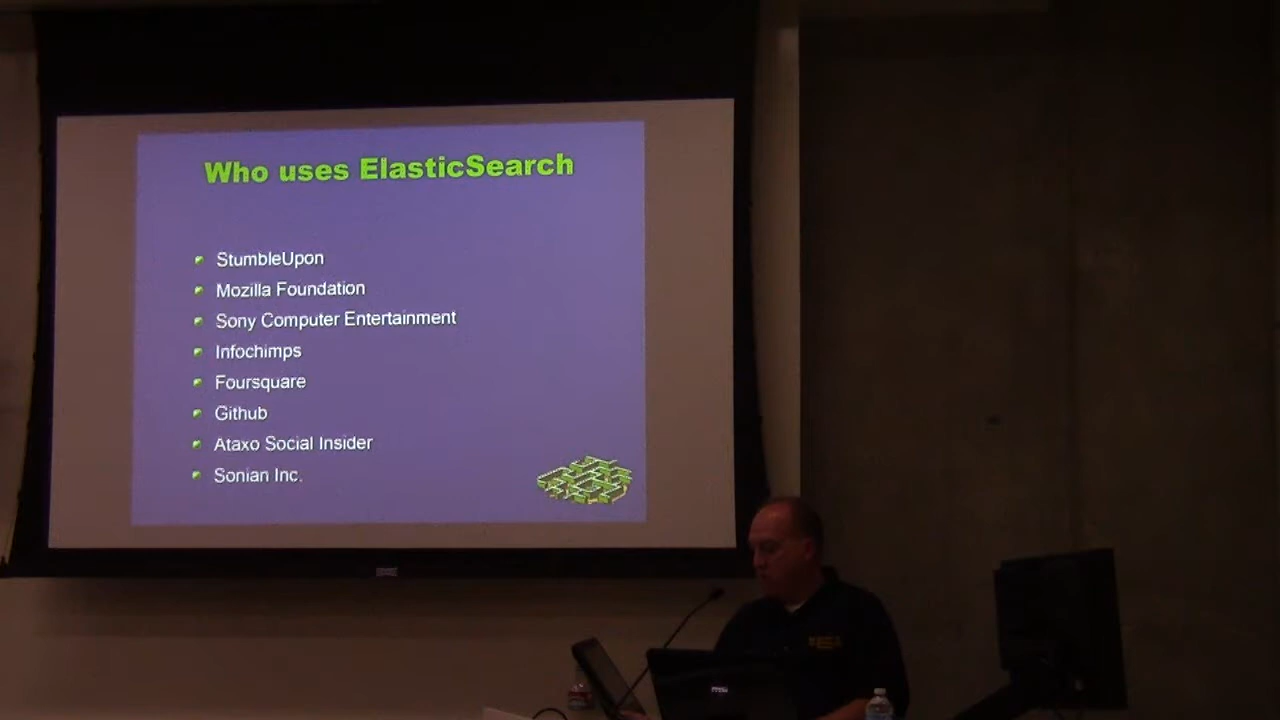 Who uses ElasticSearch
StumbleUpon
Mozilla Foundation
Sony Computer Entertainment
Infochimps
Foursquare
Github
Ataxo Social Insider
Sonian Inc.